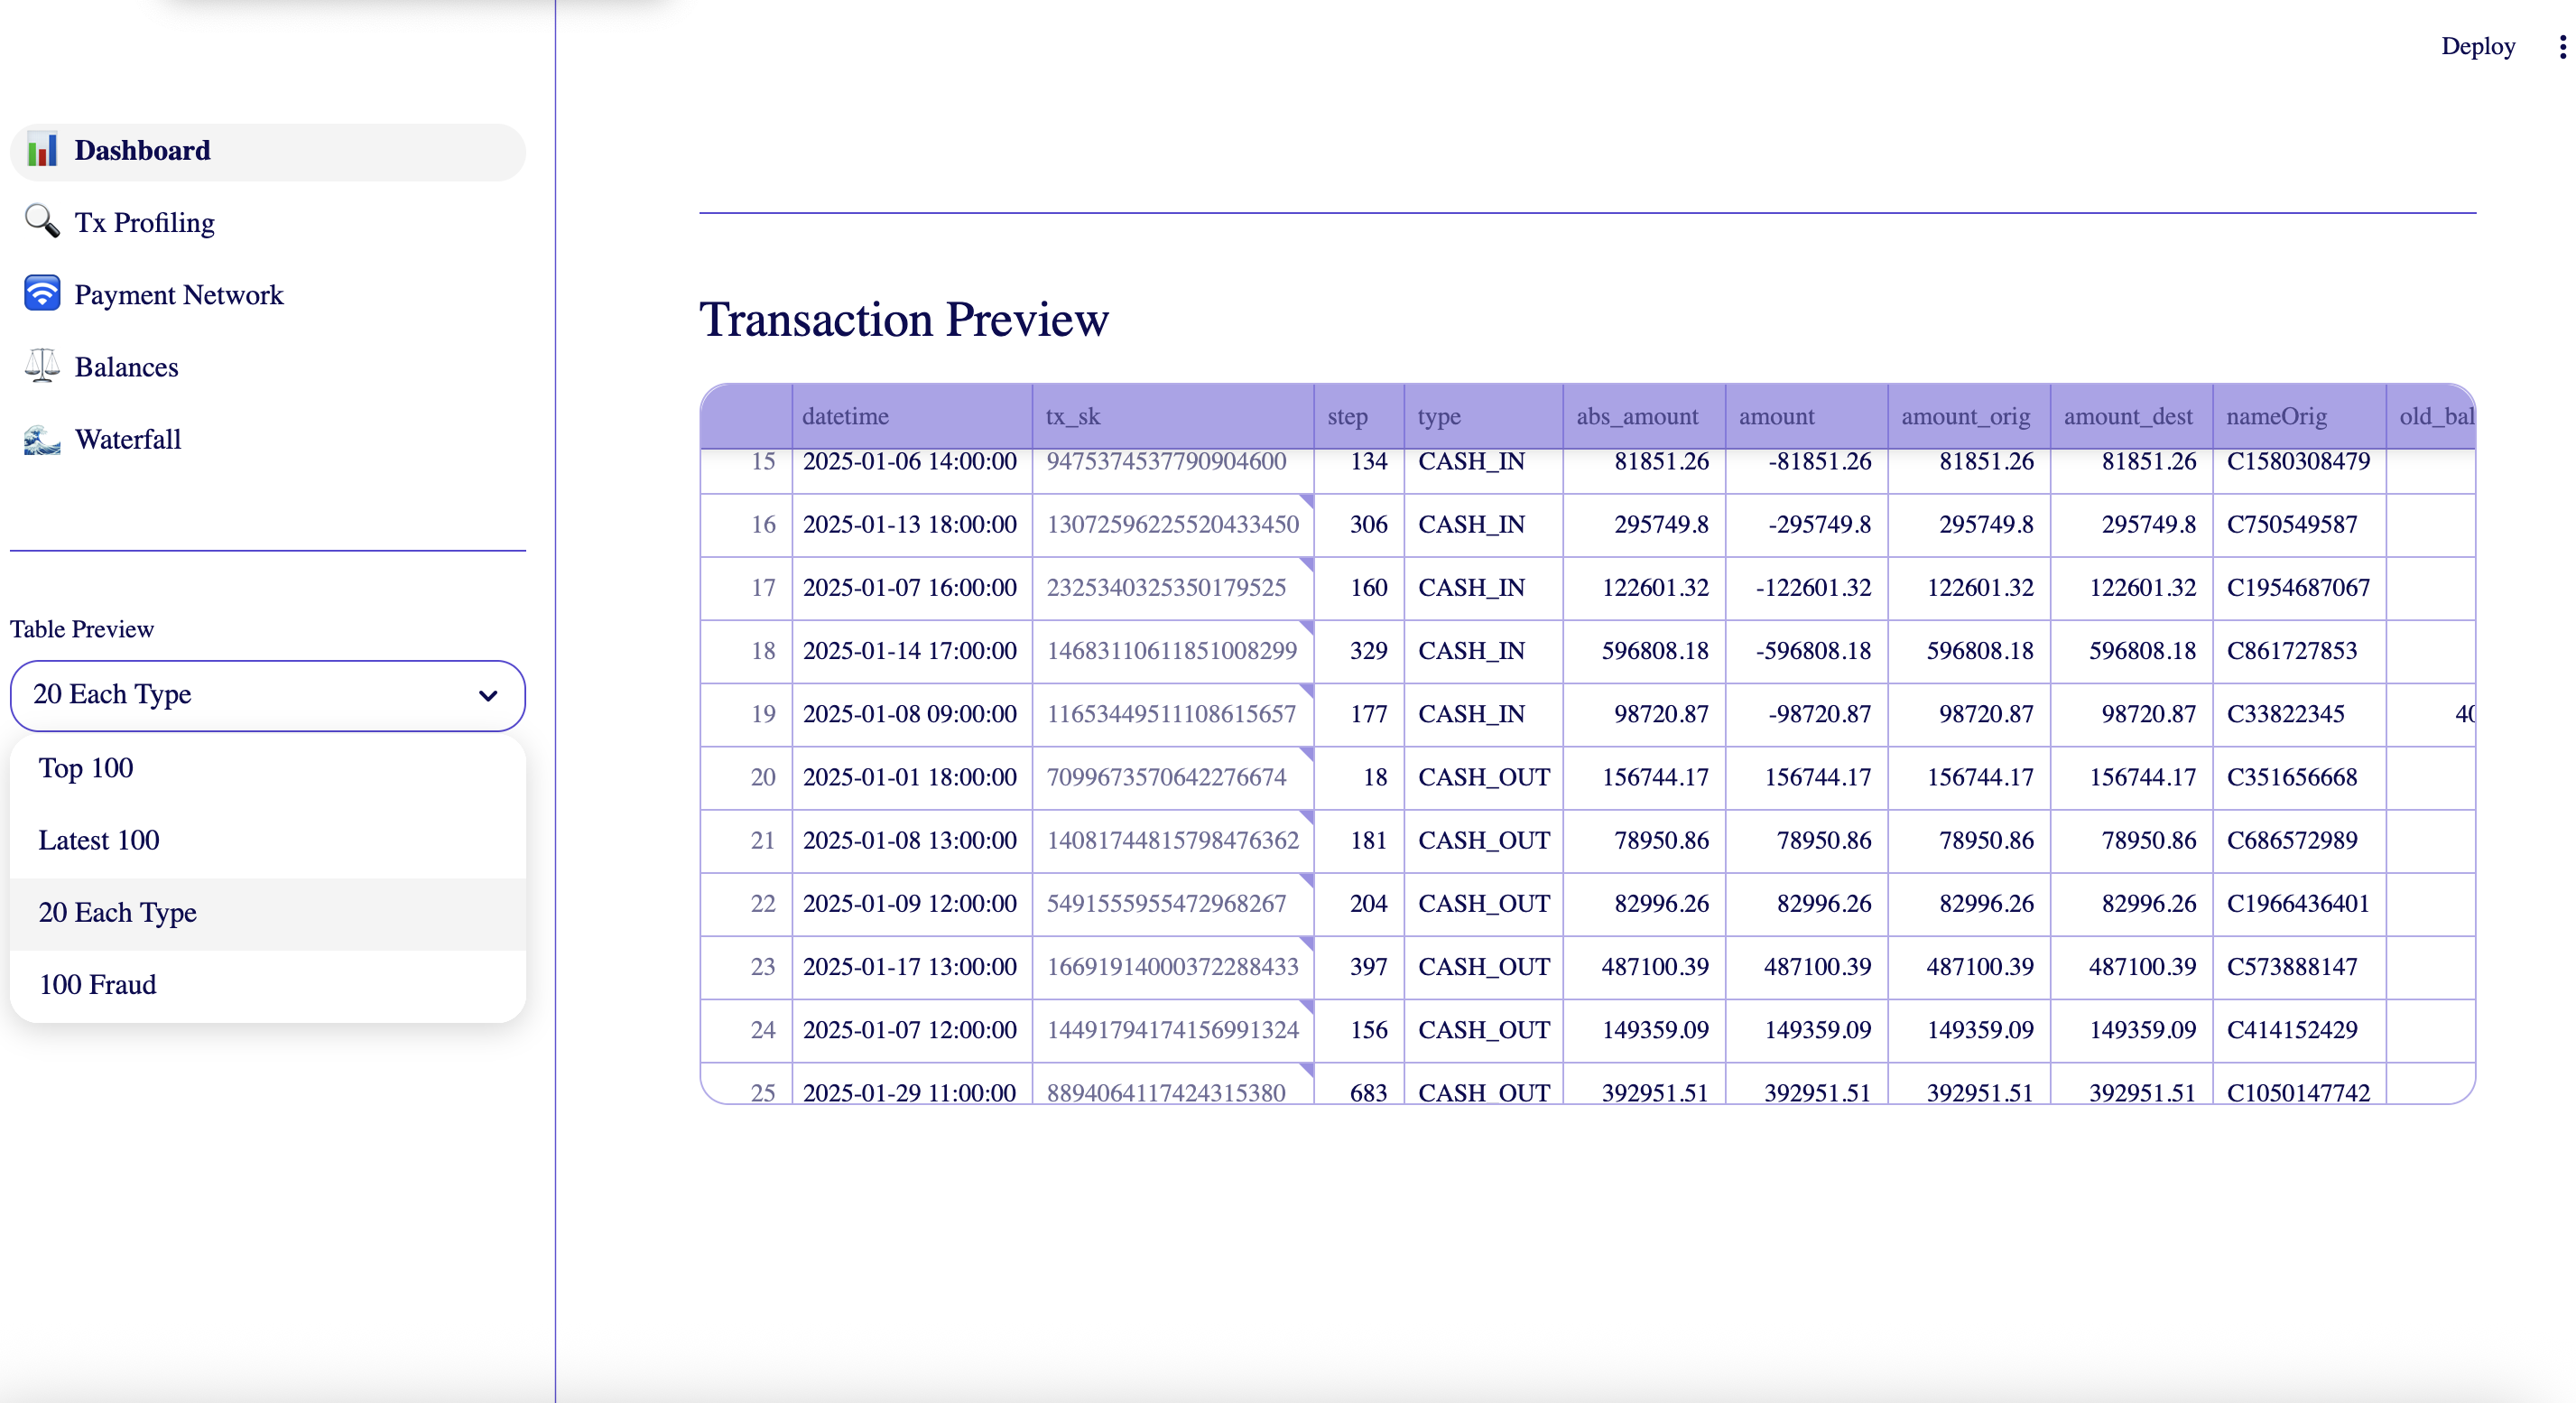 Deploy
Dashboard
Tx Profiling
Payment Network
Balances
Waterfall
Table Preview
20 Each Type
Top 100
Latest 100
20 Each Type
100 Fraud
Transaction Preview
datetime tx_sk step type abs_amount amount amount_orig amount_dest nameOrig old_bal
15 2025-01-06 14:00:00 9475374537790904600 134 CASH_IN 81851.26 -81851.26 81851.26 81851.26 C1580308479
16 2025-01-13 18:00:00 13072596225520433450 306 CASH_IN 295749.8 -295749.8 295749.8 295749.8 C750549587
17 2025-01-07 16:00:00 2325340325350179525 160 CASH_IN 122601.32 -122601.32 122601.32 122601.32 C1954687067
18 2025-01-14 17:00:00 14683110611851008299 329 CASH_IN 596808.18 -596808.18 596808.18 596808.18 C861727853
19 2025-01-08 09:00:00 11653449511108615657 177 CASH_IN 98720.87 -98720.87 98720.87 98720.87 C33822345 40
20 2025-01-01 18:00:00 7099673570642276674 18 CASH_OUT 156744.17 156744.17 156744.17 156744.17 C351656668
21 2025-01-08 13:00:00 14081744815798476362 181 CASH_OUT 78950.86 78950.86 78950.86 78950.86 C686572989
22 2025-01-09 12:00:00 5491555955472968267 204 CASH_OUT 82996.26 82996.26 82996.26 82996.26 C1966436401
23 2025-01-17 13:00:00 16691914000372288433 397 CASH_OUT 487100.39 487100.39 487100.39 487100.39 C573888147
24 2025-01-07 12:00:00 14491794174156991324 156 CASH_OUT 149359.09 149359.09 149359.09 149359.09 C414152429
25 2025-01-29 11:00:00 8894064117424315380 683 CASH_OUT 392951.51 392951.51 392951.51 392951.51 C1050147742